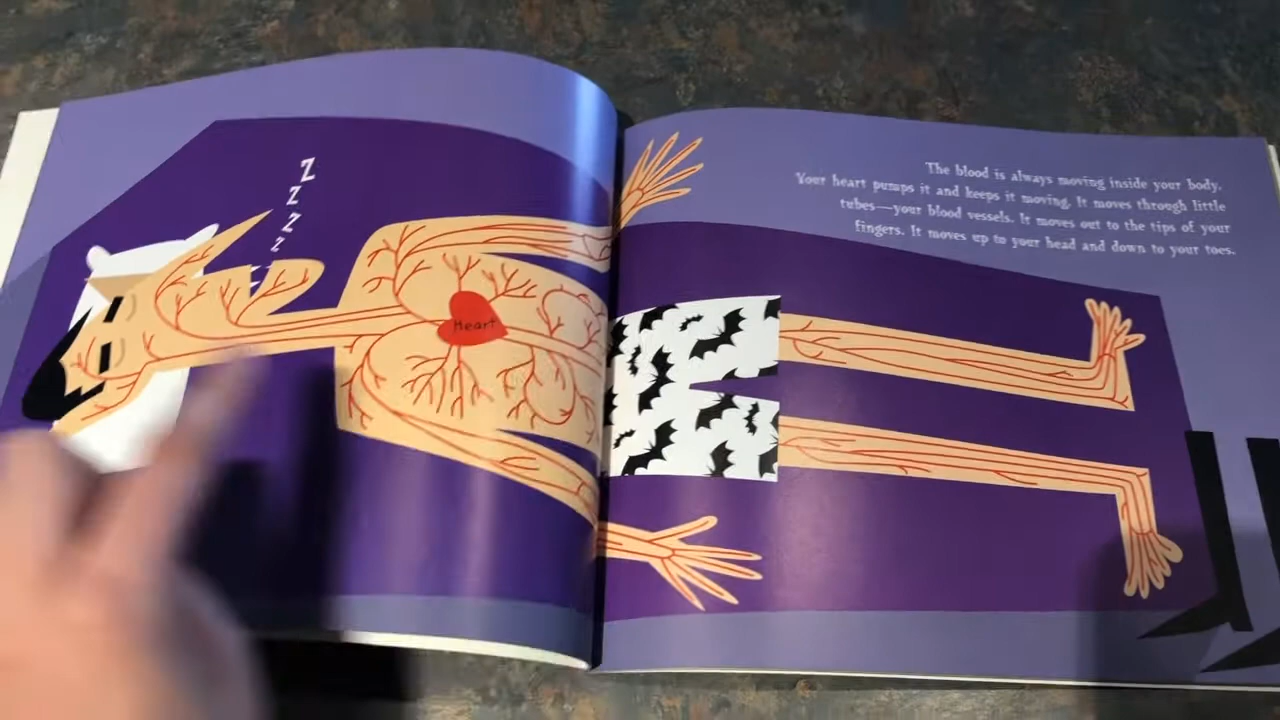 Z
Z
Z
Z
Heart
The blood is always moving inside your body.
Your heart pumps it and keeps it moving. It moves through little
tubes—your blood vessels. It moves out to the tips of your
fingers. It moves up to your head and down to your toes.